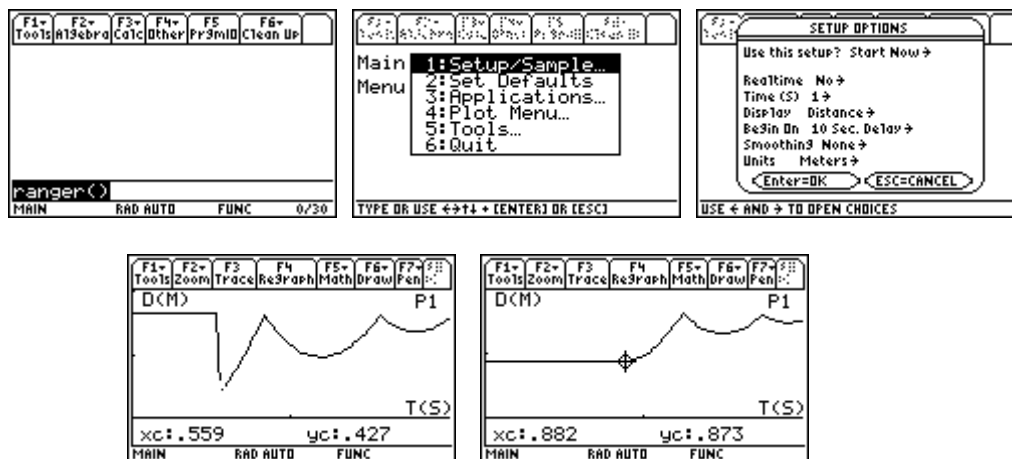 F1▾ F2▾ F3▾ F4▾ F5 F6▾
Tools Algebra Calc Other PrgmIO Clean Up
ranger()
MAIN RAD AUTO FUNC 0/30
Main
Menu
1:Setup/Sample…
2:Set Defaults
3:Applications…
4:Plot Menu…
5:Tools…
6:Quit
TYPE OR USE ←→↑↓ + [ENTER] OR [ESC]
SETUP OPTIONS
Use this setup? Start Now→
Realtime No→
Time (S) 1→
Display Distance→
Begin On 10 Sec. Delay→
Smoothing None→
Units Meters→
Enter=OK ESC=CANCEL
USE ← AND → TO OPEN CHOICES
F1▾ F2▾ F3 F4 F5▾ F6▾ F7▾
Tools Zoom Trace ReGraph Math Draw Pen
D(M) P1
T(S)
xc:.559 yc:.427
MAIN RAD AUTO FUNC
F1▾ F2▾ F3 F4 F5▾ F6▾ F7▾
Tools Zoom Trace ReGraph Math Draw Pen
D(M) P1
T(S)
xc:.882 yc:.873
MAIN RAD AUTO FUNC